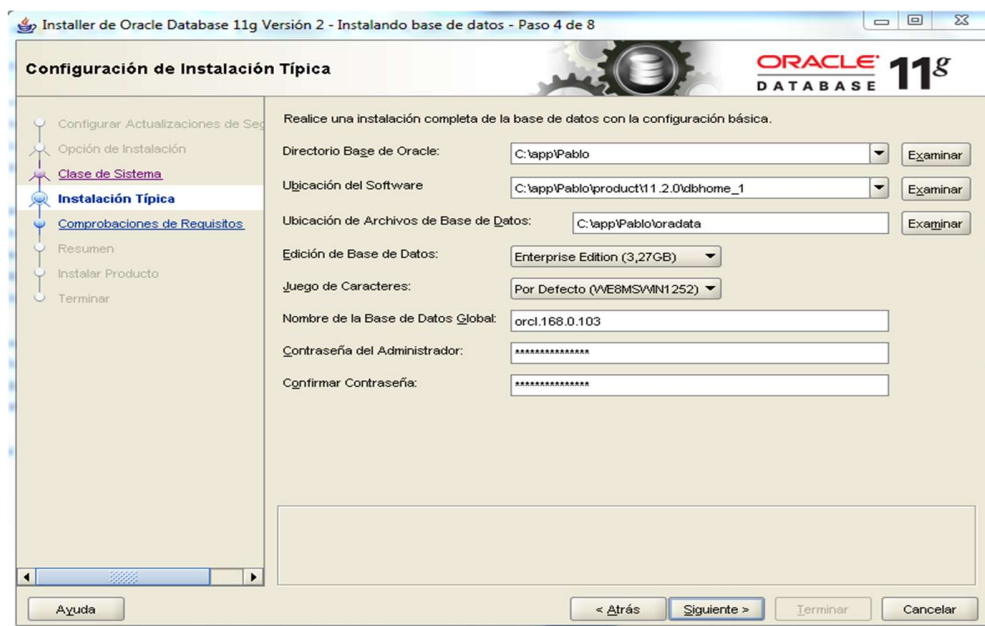 Installer de Oracle Database 11g Versión 2 - Instalando base de datos - Paso 4 de 8
Configuración de Instalación Típica
ORACLE
DATABASE
11g
Configurar Actualizaciones de Seg
Opción de Instalación
Clase de Sistema
Instalación Típica
Comprobaciones de Requisitos
Resumen
Instalar Producto
Terminar
Realice una instalación completa de la base de datos con la configuración básica.
Directorio Base de Oracle: C:\app\Pablo Examinar
Ubicación del Software C:\app\Pablo\product\11.2.0\dbhome_1 Examinar
Ubicación de Archivos de Base de Datos: C:\app\Pablo\oradata Examinar
Edición de Base de Datos: Enterprise Edition (3,27GB)
Juego de Caracteres: Por Defecto (WE8MSWIN1252)
Nombre de la Base de Datos Global: orcl.168.0.103
Contraseña del Administrador: ***************
Confirmar Contraseña: ***************
Ayuda < Atrás Siguiente > Terminar Cancelar